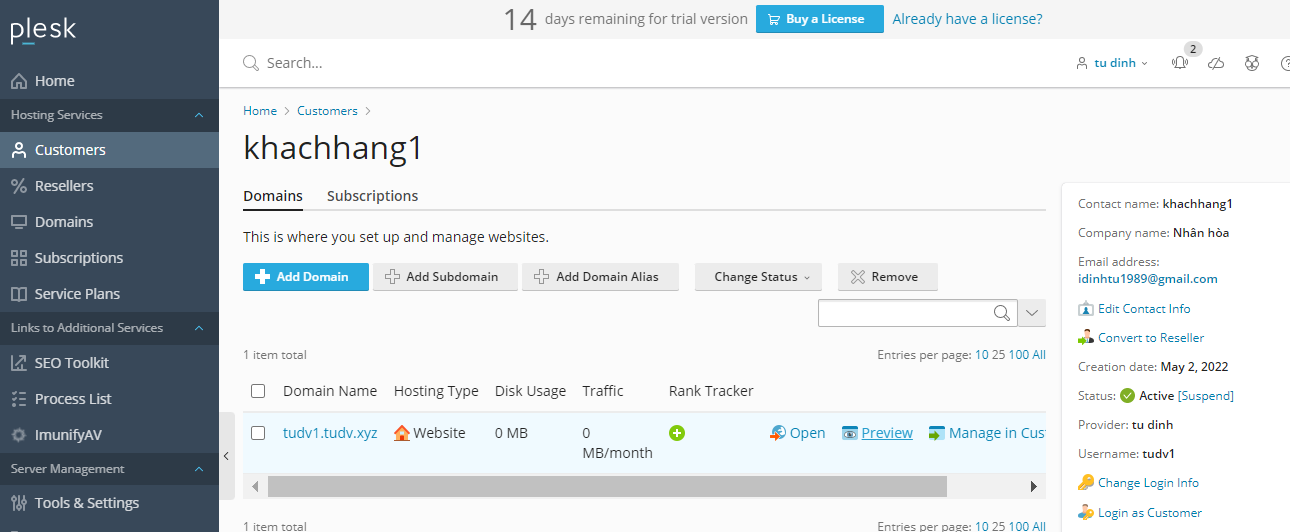 plesk
14 days remaining for trial version Buy a License Already have a license?
Search...
tu dinh
2
Home
Hosting Services
Customers
Resellers
Domains
Subscriptions
Service Plans
Links to Additional Services
SEO Toolkit
Process List
ImunifyAV
Server Management
Tools & Settings
Home > Customers >
khachhang1
Domains Subscriptions
This is where you set up and manage websites.
Add Domain Add Subdomain Add Domain Alias Change Status Remove
1 item total Entries per page: 10 25 100 All
Domain Name Hosting Type Disk Usage Traffic Rank Tracker
tudv1.tudv.xyz Website 0 MB 0 MB/month Open Preview Manage in Cus
1 item total Entries per page: 10 25 100 All
Contact name: khachhang1
Company name: Nhân hòa
Email address:
idinhtu1989@gmail.com
Edit Contact Info
Convert to Reseller
Creation date: May 2, 2022
Status: Active [Suspend]
Provider: tu dinh
Username: tudv1
Change Login Info
Login as Customer